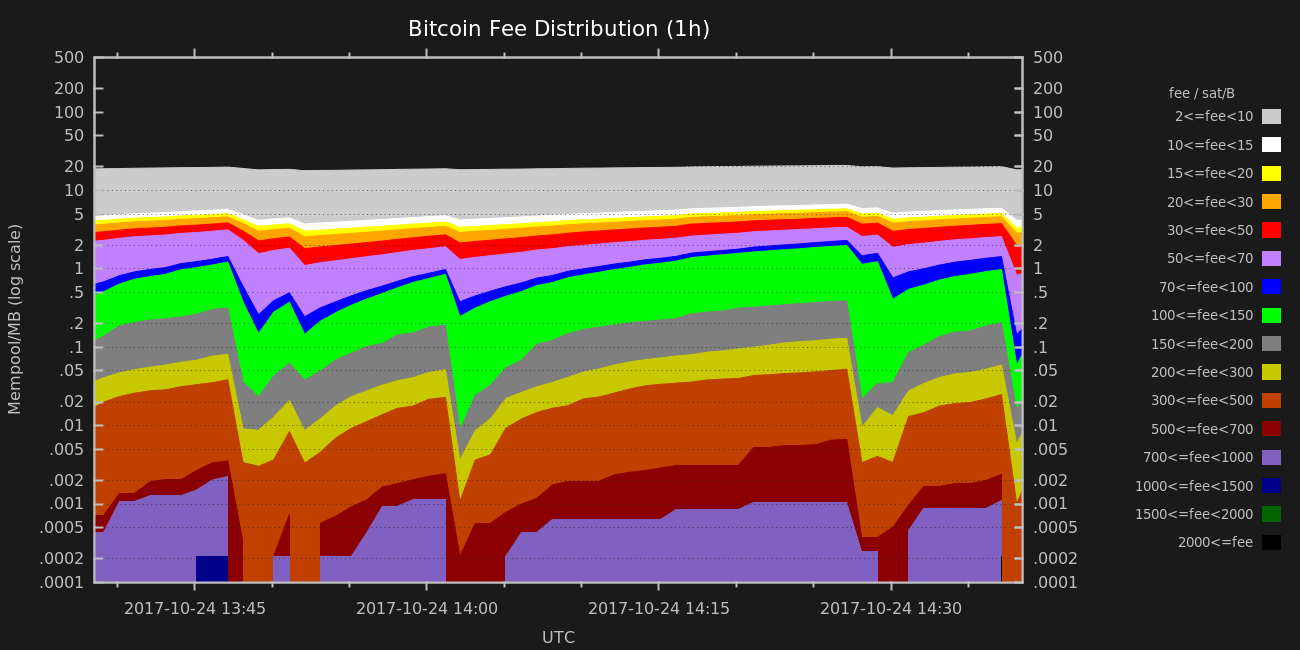 Bitcoin Fee Distribution (1h)
500
200
100
50
20
10
5
2
1
.5
.2
.1
.05
.02
.01
.005
.002
.001
.0005
.0002
.0001
Mempool/MB (log scale)
500
200
100
50
20
10
5
2
1
.5
.2
.1
.05
.02
.01
.005
.002
.001
.0005
.0002
.0001
2017-10-24 13:45
2017-10-24 14:00
2017-10-24 14:15
2017-10-24 14:30
UTC
fee / sat/B
2<=fee<10
10<=fee<15
15<=fee<20
20<=fee<30
30<=fee<50
50<=fee<70
70<=fee<100
100<=fee<150
150<=fee<200
200<=fee<300
300<=fee<500
500<=fee<700
700<=fee<1000
1000<=fee<1500
1500<=fee<2000
2000<=fee